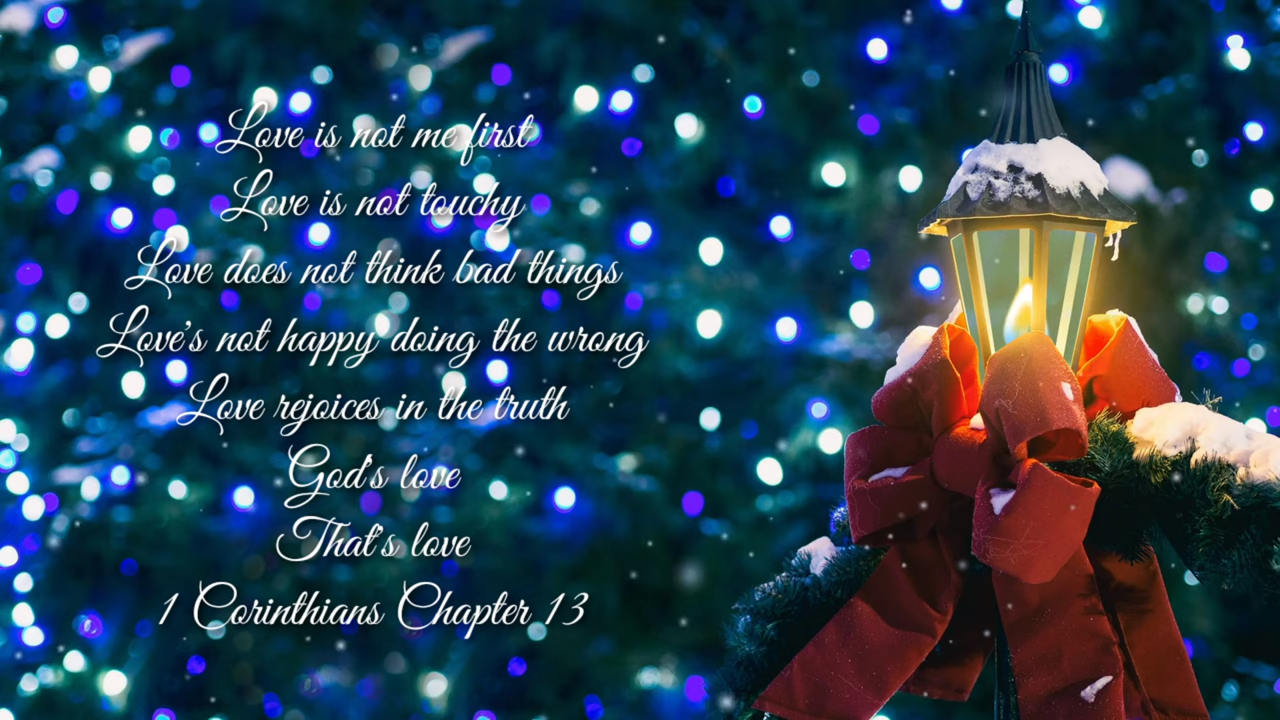 Love is not me first
Love is not touchy
Love does not think bad things
Love's not happy doing the wrong
Love rejoices in the truth
God's love
That's love
1 Corinthians Chapter 13